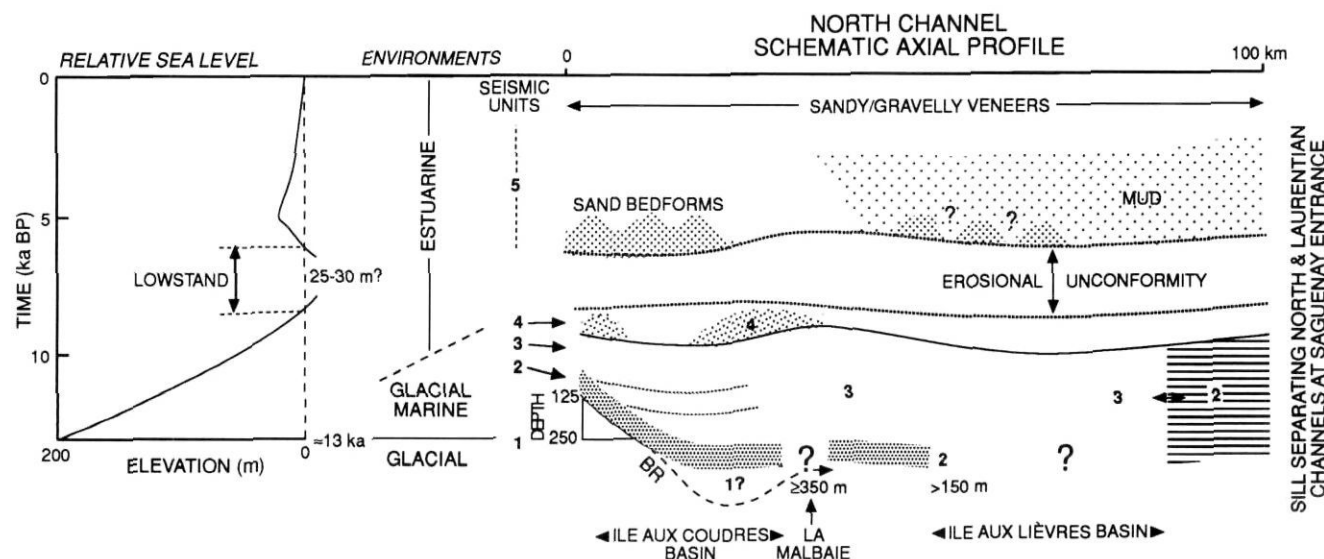 NORTH CHANNEL
SCHEMATIC AXIAL PROFILE
RELATIVE SEA LEVEL
ENVIRONMENTS
0
100 km
0
SEISMIC
UNITS
SANDY/GRAVELLY VENEERS
5
SAND BEDFORMS
MUD
?
?
5
ESTUARINE
TIME (ka BP)
LOWSTAND
25-30 m?
EROSIONAL
UNCONFORMITY
4
4
3
10
2
GLACIAL
MARINE
125
DEPTH
250
3
3
2
≈13 ka
1
GLACIAL
200
0
ELEVATION (m)
BR
1?
?
≥350 m
2
>150 m
?
ILE AUX COUDRES
BASIN
LA
MALBAIE
ILE AUX LIÈVRES BASIN
SILL SEPARATING NORTH & LAURENTIAN
CHANNELS AT SAGUENAY ENTRANCE